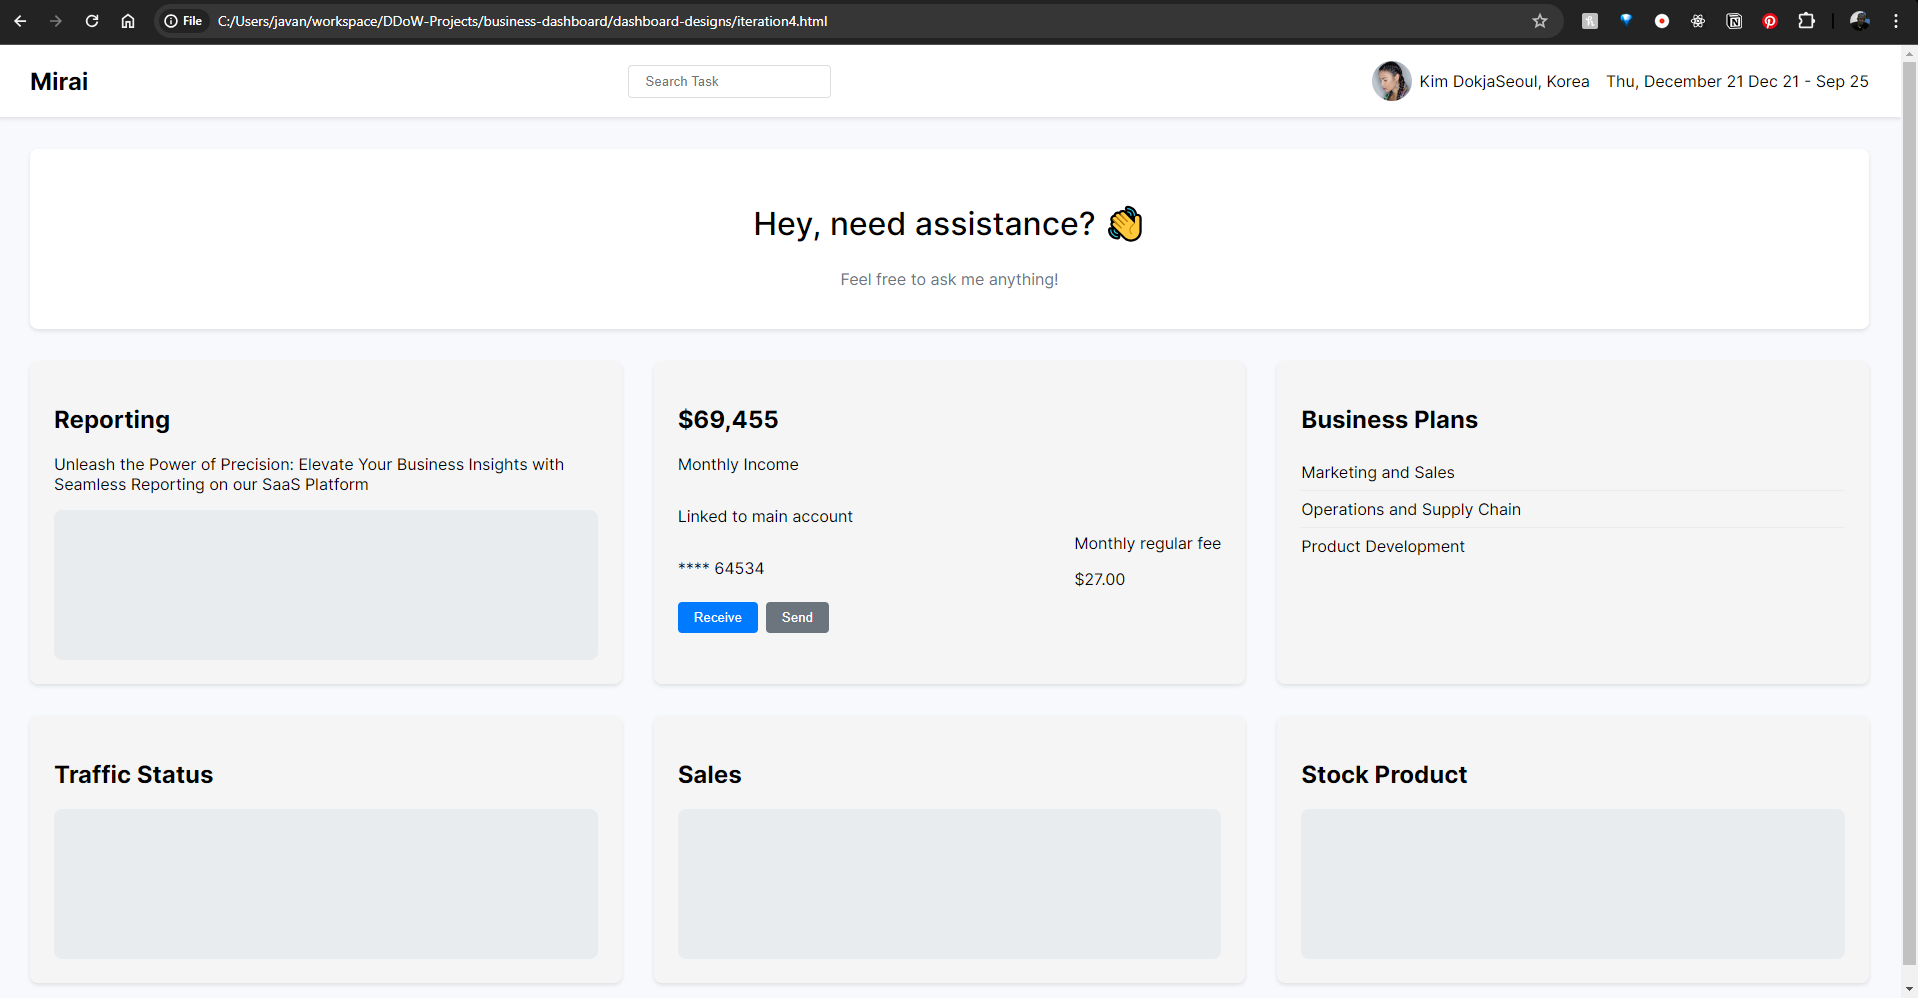 File C:/Users/javan/workspace/DDoW-Projects/business-dashboard/dashboard-designs/iteration4.html
Mirai
Search Task
Kim DokjaSeoul, Korea
Thu, December 21 Dec 21 - Sep 25
Hey, need assistance? 👋
Feel free to ask me anything!
Reporting
Unleash the Power of Precision: Elevate Your Business Insights with
Seamless Reporting on our SaaS Platform
$69,455
Monthly Income
Linked to main account
**** 64534
Monthly regular fee
$27.00
Receive
Send
Business Plans
Marketing and Sales
Operations and Supply Chain
Product Development
Traffic Status
Sales
Stock Product